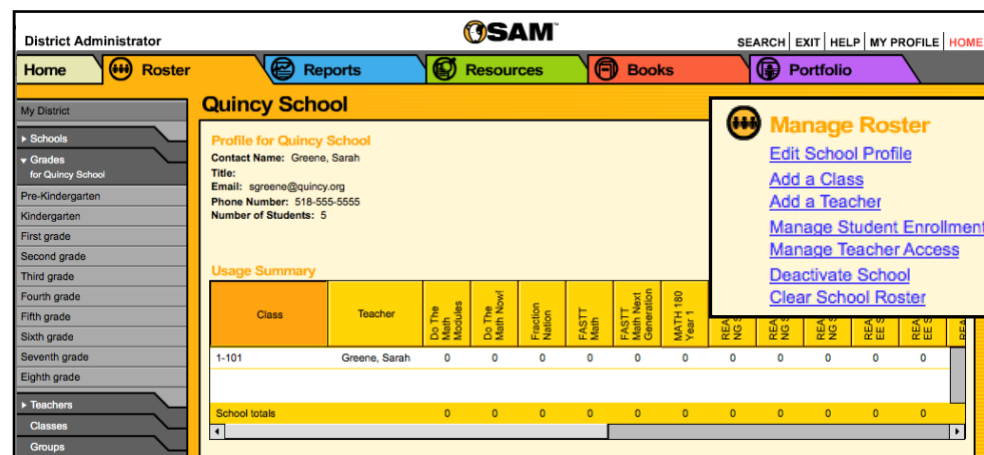 District Administrator
SAM™
SEARCH EXIT HELP MY PROFILE HOME
Home Roster Reports Resources Books Portfolio
My District
Schools
Grades
for Quincy School
Pre-Kindergarten
Kindergarten
First grade
Second grade
Third grade
Fourth grade
Fifth grade
Sixth grade
Seventh grade
Eighth grade
Teachers
Classes
Groups
Quincy School
Profile for Quincy School
Contact Name: Greene, Sarah
Title:
Email: sgreene@quincy.org
Phone Number: 518-555-5555
Number of Students: 5
Manage Roster
Edit School Profile
Add a Class
Add a Teacher
Manage Student Enrollment
Manage Teacher Access
Deactivate School
Clear School Roster
Usage Summary
Class
Teacher
Do The
Math
Modules
Do The
Math Now!
Fraction
Nation
FASTT
Math
FASTT
Math Next
Generation
MATH 180
Year 1
1-101 Greene, Sarah 0 0 0 0 0 0 0 0 0 0 0
School totals 0 0 0 0 0 0 0 0 0 0 0